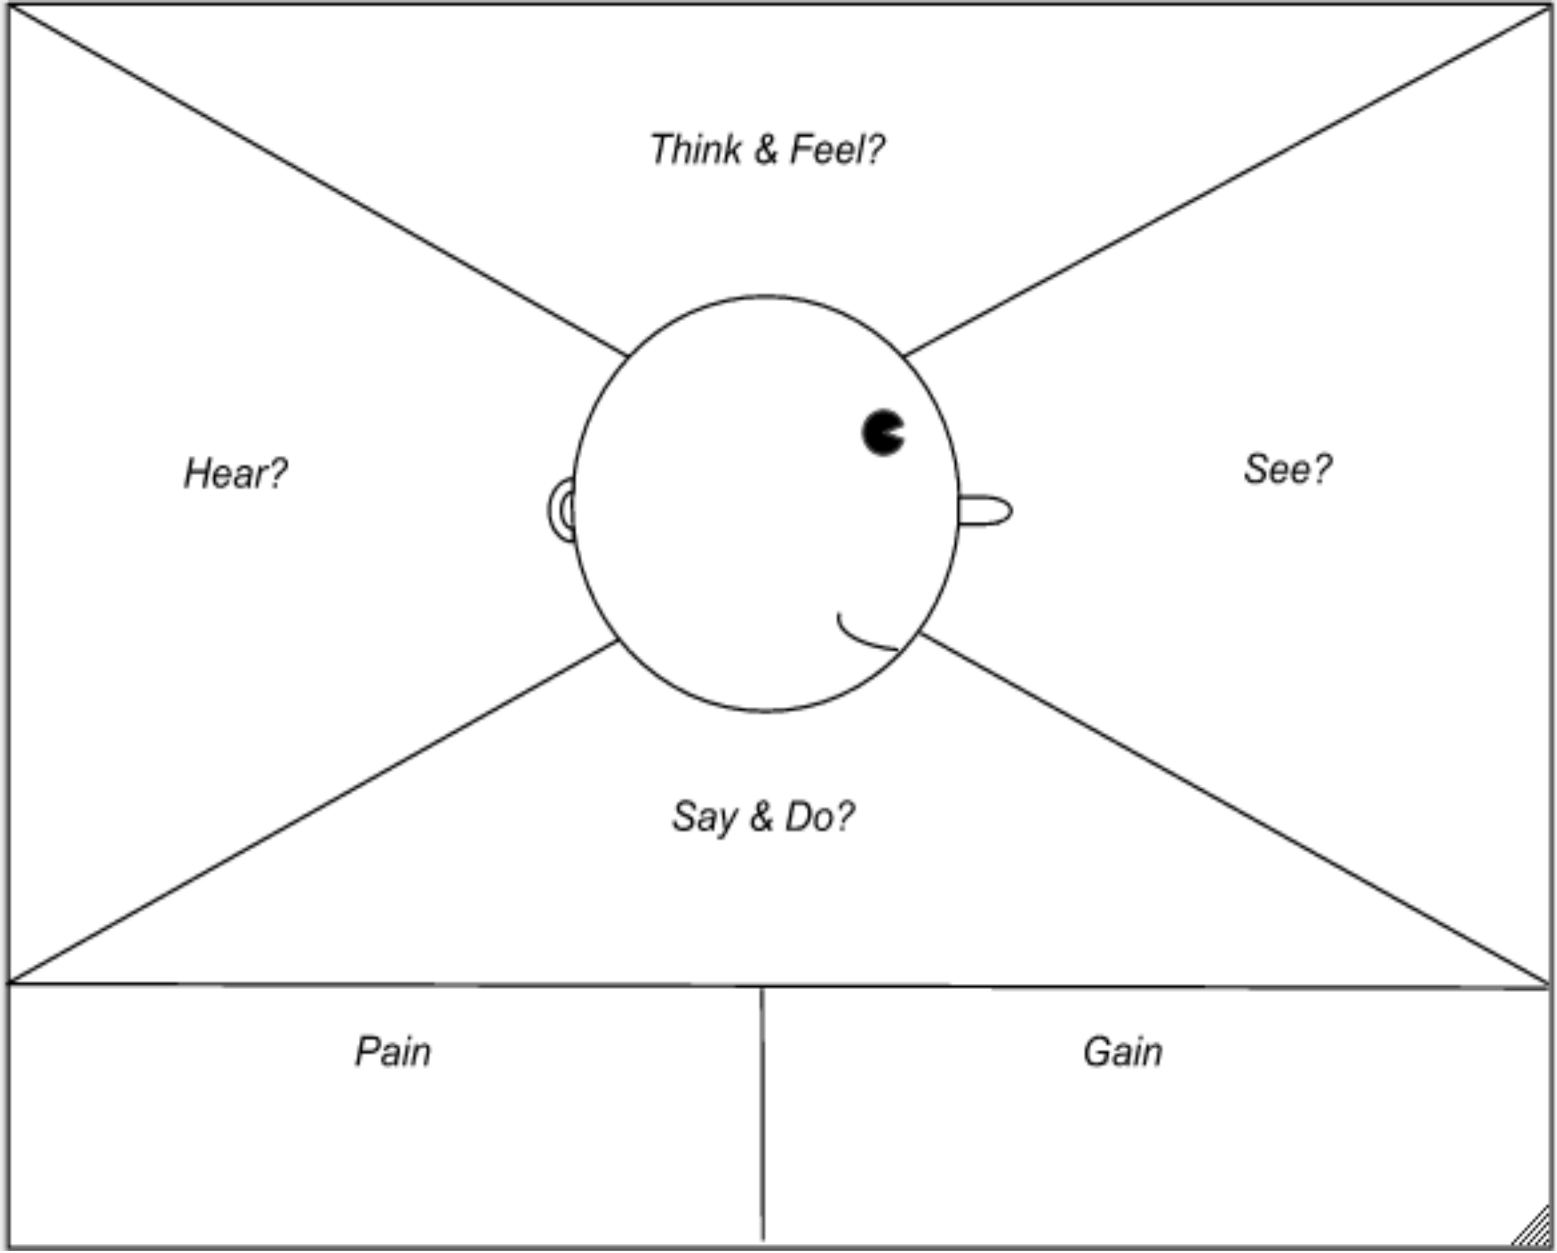 Think & Feel?
Hear?
See?
Say & Do?
Pain
Gain